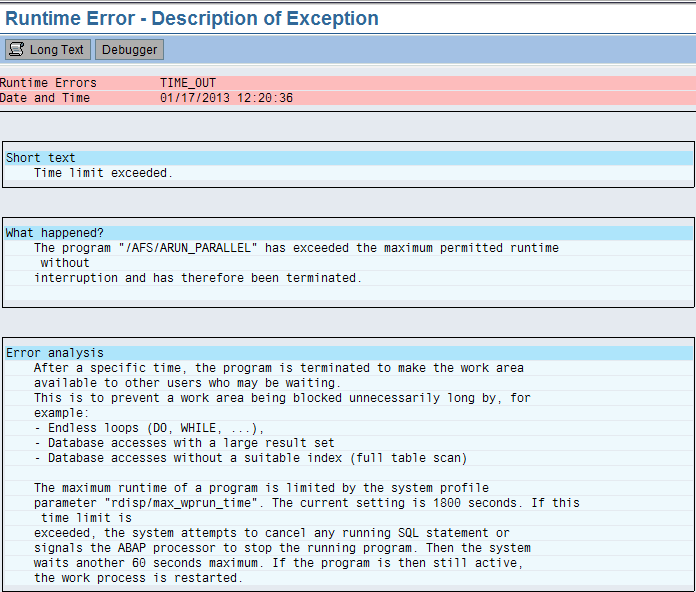 Runtime Error - Description of Exception
Long Text Debugger
Runtime Errors TIME_OUT
Date and Time 01/17/2013 12:20:36
Short text
Time limit exceeded.
What happened?
The program "/AFS/ARUN_PARALLEL" has exceeded the maximum permitted runtime
without
interruption and has therefore been terminated.
Error analysis
After a specific time, the program is terminated to make the work area
available to other users who may be waiting.
This is to prevent a work area being blocked unnecessarily long by, for
example:
- Endless loops (DO, WHILE, ...),
- Database accesses with a large result set
- Database accesses without a suitable index (full table scan)
The maximum runtime of a program is limited by the system profile
parameter "rdisp/max_wprun_time". The current setting is 1800 seconds. If this
time limit is
exceeded, the system attempts to cancel any running SQL statement or
signals the ABAP processor to stop the running program. Then the system
waits another 60 seconds maximum. If the program is then still active,
the work process is restarted.